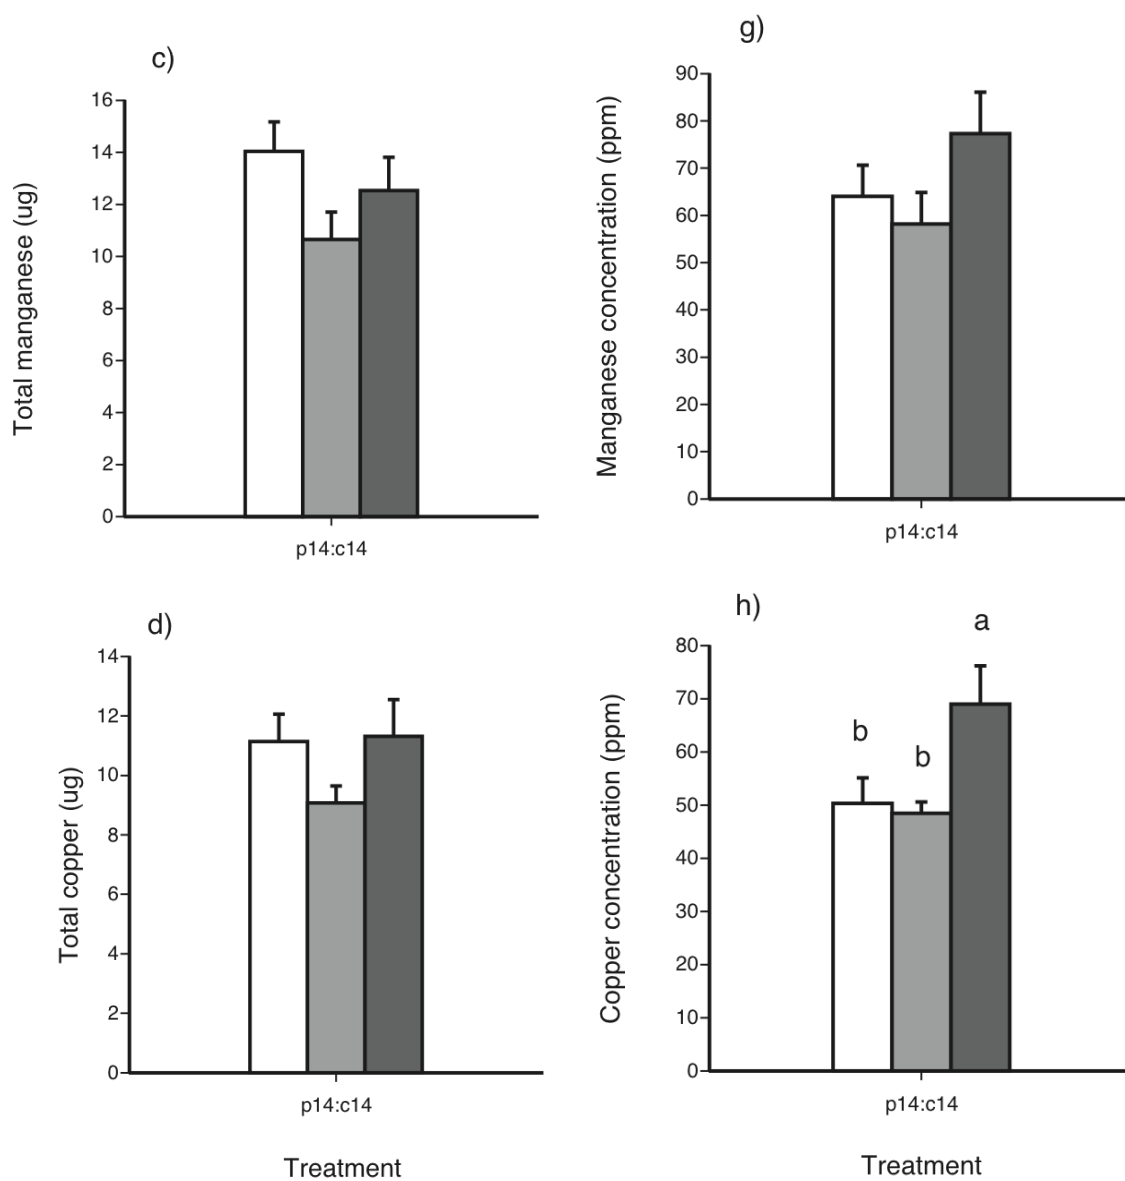 c)
16
14
12
10
8
6
4
2
0
Total manganese (ug)
p14:c14
g)
90
80
70
60
50
40
30
20
10
0
Manganese concentration (ppm)
p14:c14
d)
14
12
10
8
6
4
2
0
Total copper (ug)
p14:c14
Treatment
h)
80
70
60
50
40
30
20
10
0
Copper concentration (ppm)
b
b
a
p14:c14
Treatment